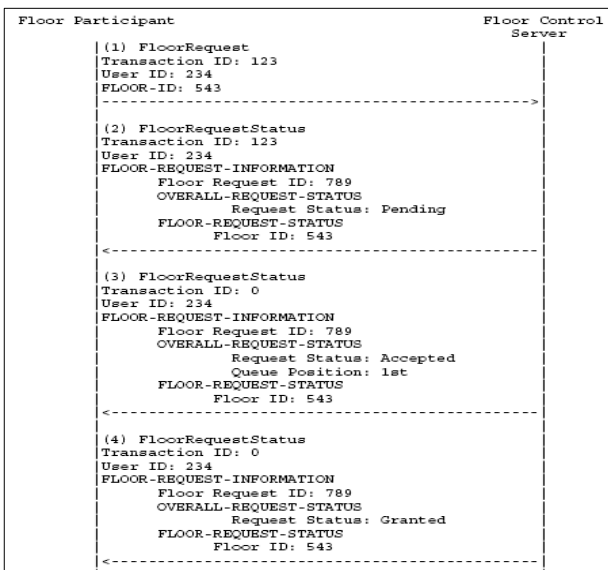 Floor Participant Floor Control
Server
(1) FloorRequest
Transaction ID: 123
User ID: 234
FLOOR-ID: 543
(2) FloorRequestStatus
Transaction ID: 123
User ID: 234
FLOOR-REQUEST-INFORMATION
Floor Request ID: 789
OVERALL-REQUEST-STATUS
Request Status: Pending
FLOOR-REQUEST-STATUS
Floor ID: 543
(3) FloorRequestStatus
Transaction ID: 0
User ID: 234
FLOOR-REQUEST-INFORMATION
Floor Request ID: 789
OVERALL-REQUEST-STATUS
Request Status: Accepted
Queue Position: 1st
FLOOR-REQUEST-STATUS
Floor ID: 543
(4) FloorRequestStatus
Transaction ID: 0
User ID: 234
FLOOR-REQUEST-INFORMATION
Floor Request ID: 789
OVERALL-REQUEST-STATUS
Request Status: Granted
FLOOR-REQUEST-STATUS
Floor ID: 543